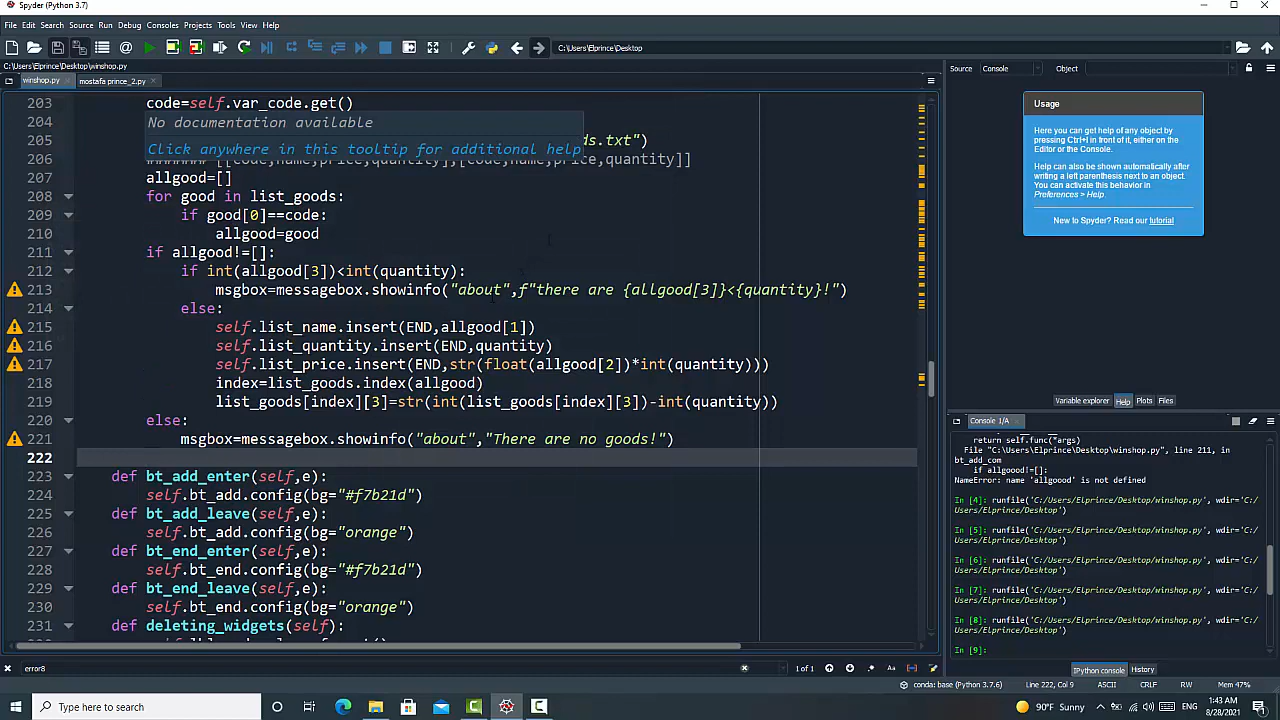 Spyder (Python 3.7)
File Edit Search Source Run Debug Consoles Projects Tools View Help
C:\Users\Elprince\Desktop
C:\Users\Elprince\Desktop\winshop.py
winshop.py
mostafa prince_2.py
203 code=self.var_code.get()
204 No documentation available
205 ds.txt")
Click anywhere in this tooltip for additional help
206 price,quantity]]
207 allgood=[]
208 for good in list_goods:
209 if good[0]==code:
210 allgood=good
211 if allgood!=[]:
212 if int(allgood[3])<int(quantity):
213 msgbox=messagebox.showinfo("about",f"there are {allgood[3]}<{quantity}!")
214 else:
215 self.list_name.insert(END,allgood[1])
216 self.list_quantity.insert(END,quantity)
217 self.list_price.insert(END,str(float(allgood[2])*int(quantity)))
218 index=list_goods.index(allgood)
219 list_goods[index][3]=str(int(list_goods[index][3])-int(quantity))
220 else:
221 msgbox=messagebox.showinfo("about","There are no goods!")
222
223 def bt_add_enter(self,e):
224 self.bt_add.config(bg="#f7b21d")
225 def bt_add_leave(self,e):
226 self.bt_add.config(bg="orange")
227 def bt_end_enter(self,e):
228 self.bt_end.config(bg="#f7b21d")
229 def bt_end_leave(self,e):
230 self.bt_end.config(bg="orange")
231 def deleting_widgets(self):
error8
1 of 1
Aa
Source Console Object
Usage
Here you can get help of any object by
pressing Ctrl+I in front of it, either on the
Editor or the Console.
Help can also be shown automatically after
writing a left parenthesis next to an object.
You can activate this behavior in
Preferences > Help.
New to Spyder? Read our tutorial
Variable explorer Help Plots Files
Console 1/A
return self.func(*args)
File "C:\Users\Elprince\Desktop\winshop.py", line 211, in
bt_add_com
if allgoood!=[]:
NameError: name 'allgoood' is not defined
In [4]: runfile('C:/Users/Elprince/Desktop/winshop.py', wdir='C:/
Users/Elprince/Desktop')
In [5]: runfile('C:/Users/Elprince/Desktop/winshop.py', wdir='C:/
Users/Elprince/Desktop')
In [6]: runfile('C:/Users/Elprince/Desktop/winshop.py', wdir='C:/
Users/Elprince/Desktop')
In [7]: runfile('C:/Users/Elprince/Desktop/winshop.py', wdir='C:/
Users/Elprince/Desktop')
In [8]: runfile('C:/Users/Elprince/Desktop/winshop.py', wdir='C:/
Users/Elprince/Desktop')
In [9]:
IPython console History
conda: base (Python 3.7.6) Line 222, Col 9 ASCII CRLF RW Mem 47%
Type here to search
90°F Sunny
1:43 AM
8/28/2021